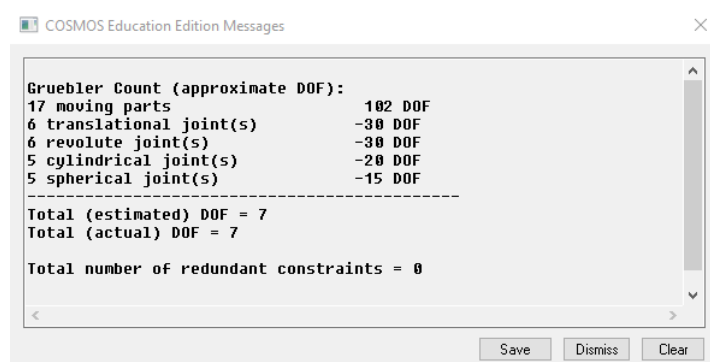 COSMOS Education Edition Messages
Gruebler Count (approximate DOF):
17 moving parts 102 DOF
6 translational joint(s) -30 DOF
6 revolute joint(s) -30 DOF
5 cylindrical joint(s) -20 DOF
5 spherical joint(s) -15 DOF
------------------------------------------------
Total (estimated) DOF = 7
Total (actual) DOF = 7
Total number of redundant constraints = 0
Save Dismiss Clear